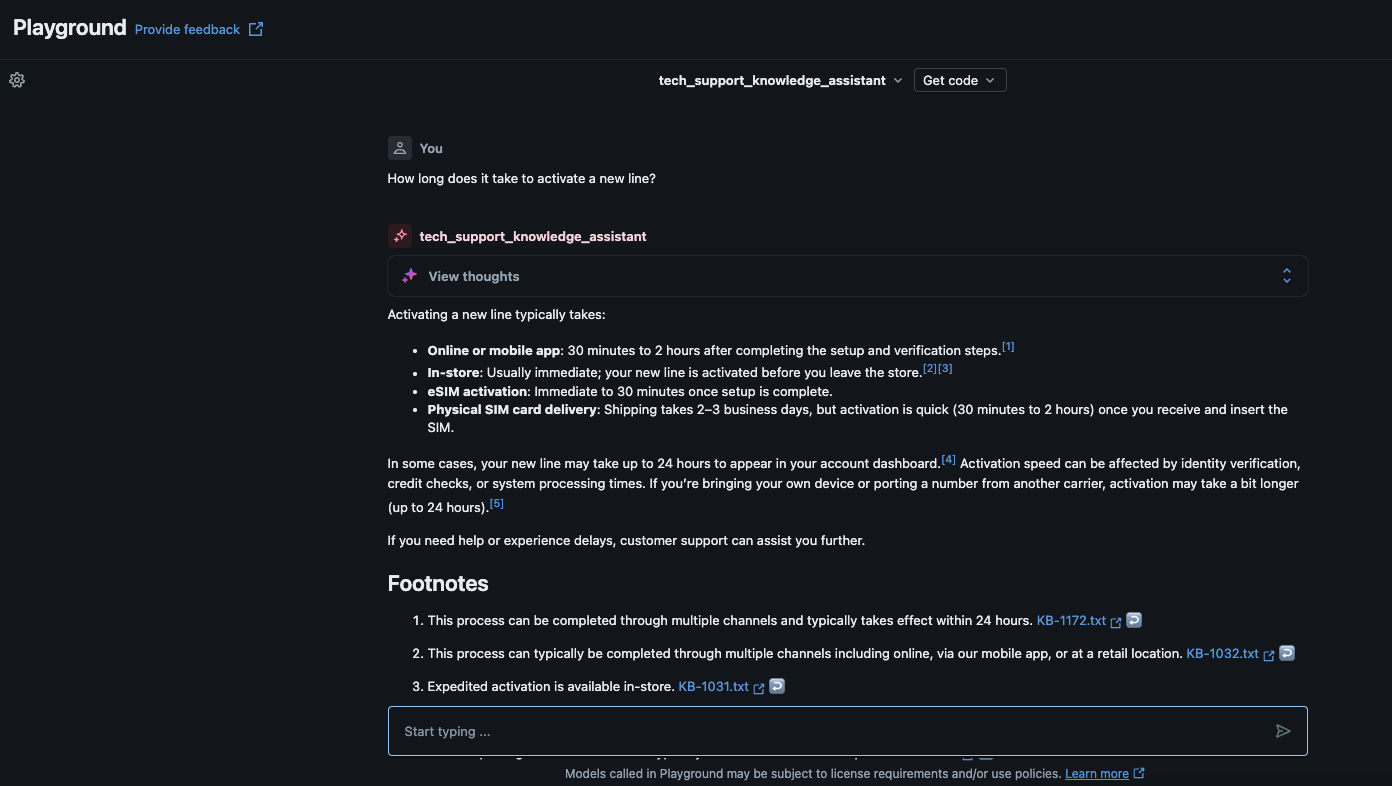 Playground Provide feedback
tech_support_knowledge_assistant Get code
You
How long does it take to activate a new line?
tech_support_knowledge_assistant
View thoughts
Activating a new line typically takes:
• Online or mobile app: 30 minutes to 2 hours after completing the setup and verification steps.[1]
• In-store: Usually immediate; your new line is activated before you leave the store.[2][3]
• eSIM activation: Immediate to 30 minutes once setup is complete.
• Physical SIM card delivery: Shipping takes 2–3 business days, but activation is quick (30 minutes to 2 hours) once you receive and insert the
SIM.
In some cases, your new line may take up to 24 hours to appear in your account dashboard.[4] Activation speed can be affected by identity verification,
credit checks, or system processing times. If you’re bringing your own device or porting a number from another carrier, activation may take a bit longer
(up to 24 hours).[5]
If you need help or experience delays, customer support can assist you further.
Footnotes
1. This process can be completed through multiple channels and typically takes effect within 24 hours. KB-1172.txt
2. This process can typically be completed through multiple channels including online, via our mobile app, or at a retail location. KB-1032.txt
3. Expedited activation is available in-store. KB-1031.txt
Start typing ...
Models called in Playground may be subject to license requirements and/or use policies. Learn more